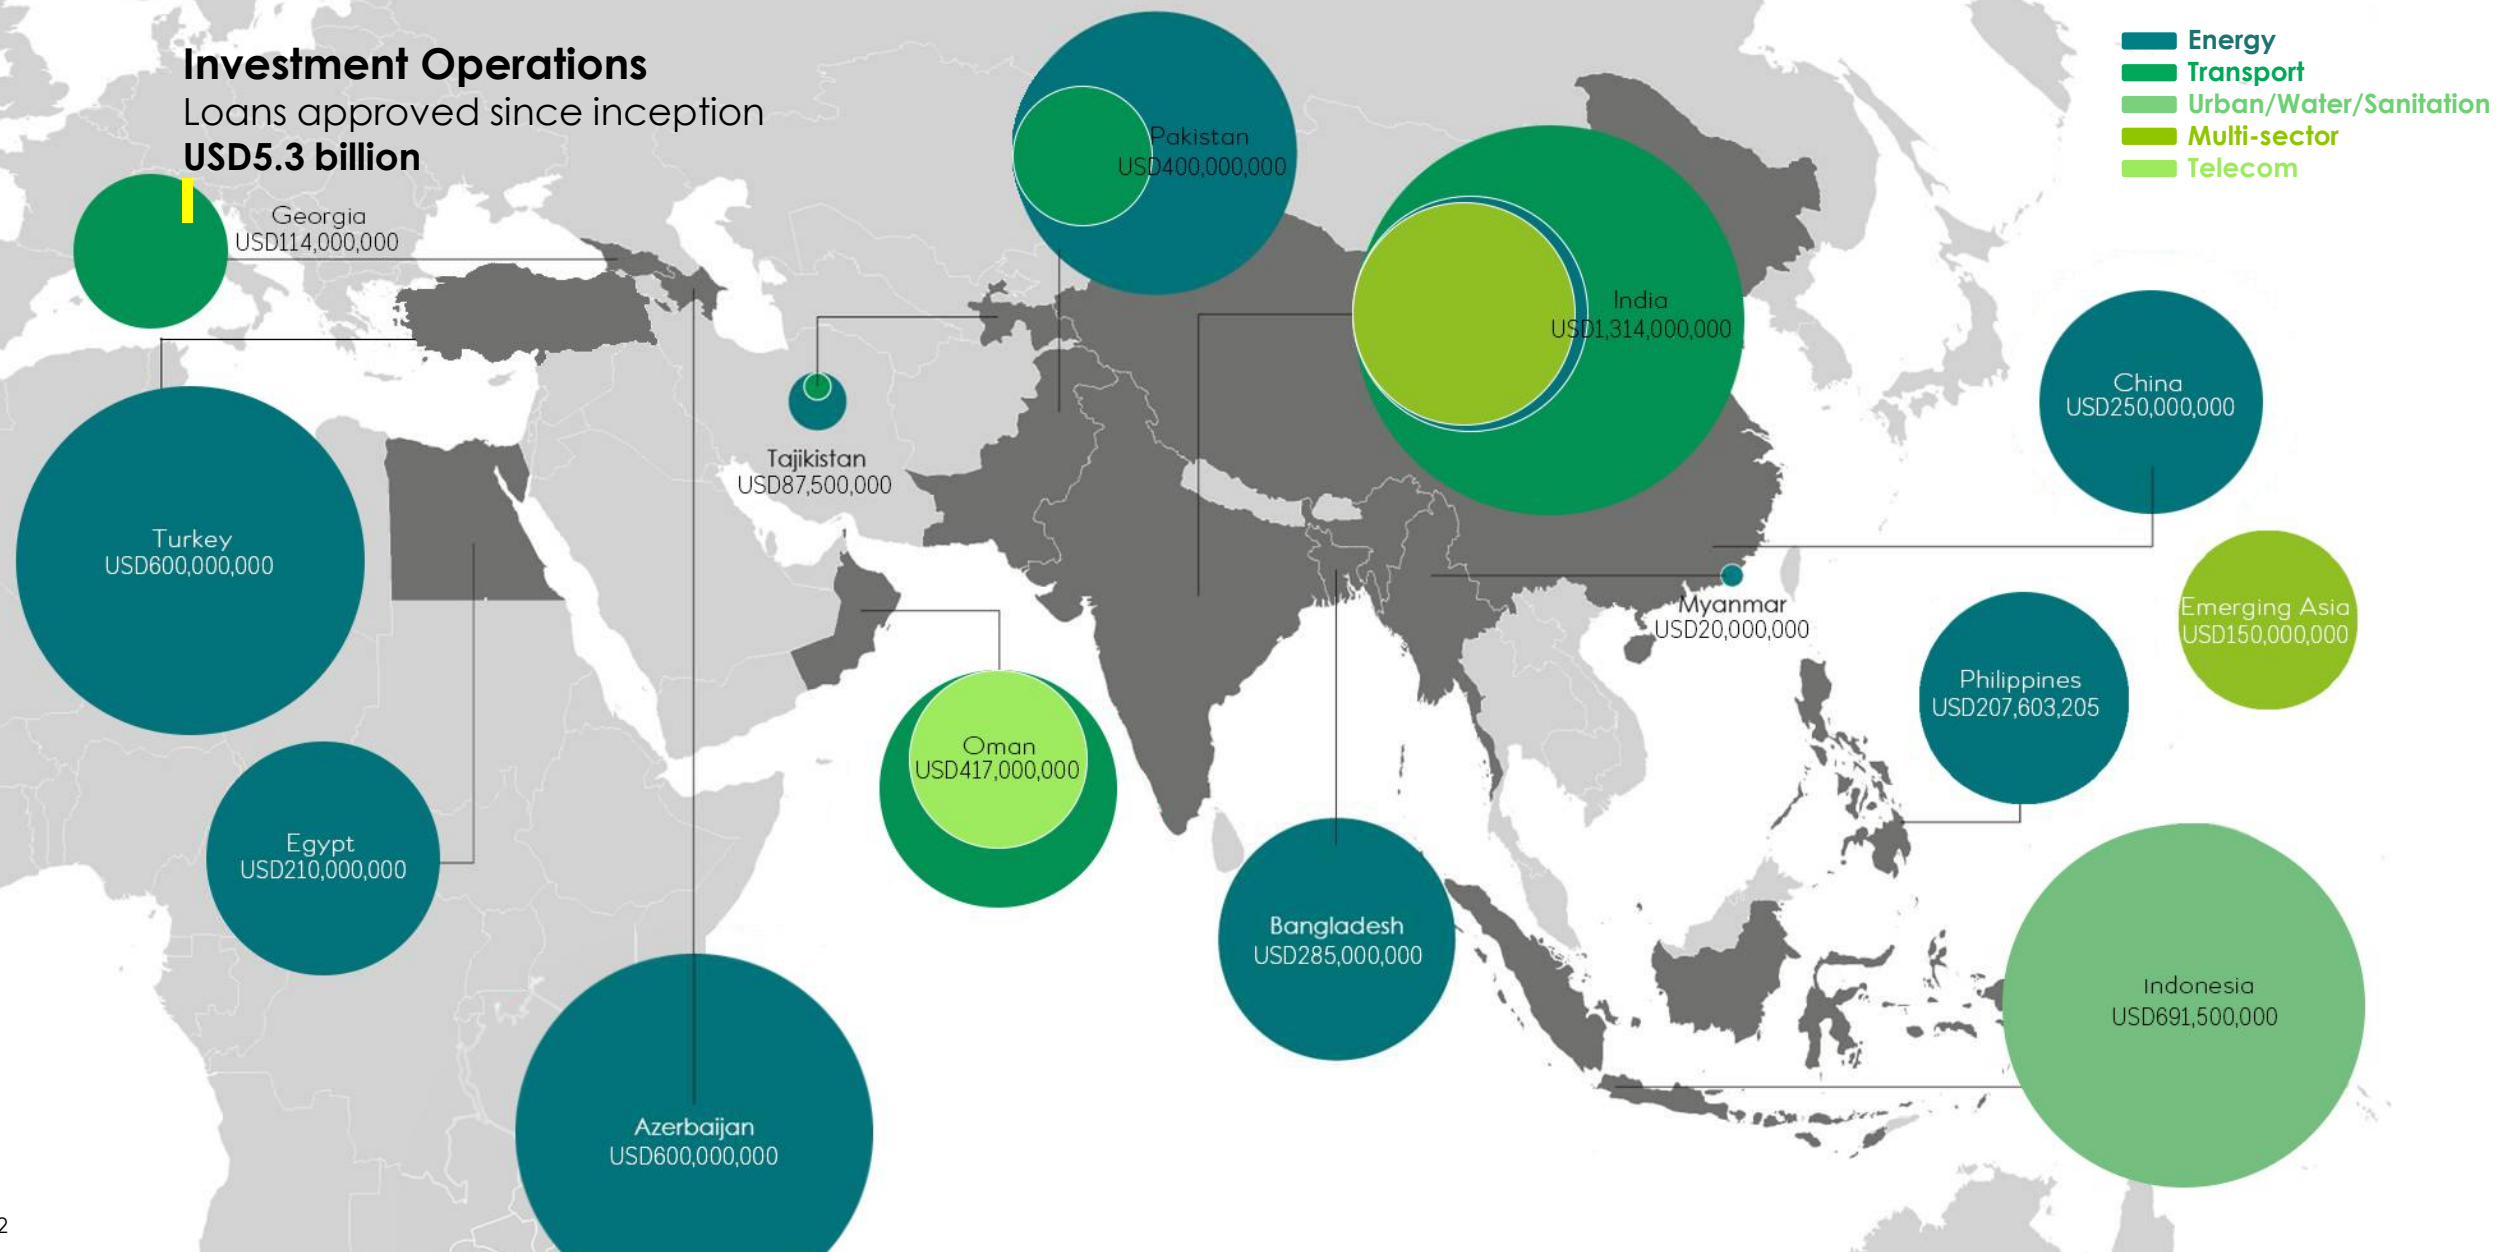 Investment Operations
Loans approved since inception
USD5.3 billion
Energy
Transport
Urban/Water/Sanitation
Multi-sector
Telecom
Pakistan
USD400,000,000
Georgia
USD114,000,000
India
USD1,314,000,000
China
USD250,000,000
Tajikistan
USD87,500,000
Turkey
USD600,000,000
Myanmar
USD20,000,000
Emerging Asia
USD150,000,000
Philippines
USD207,603,205
Oman
USD417,000,000
Egypt
USD210,000,000
Bangladesh
USD285,000,000
Indonesia
USD691,500,000
Azerbaijan
USD600,000,000
2